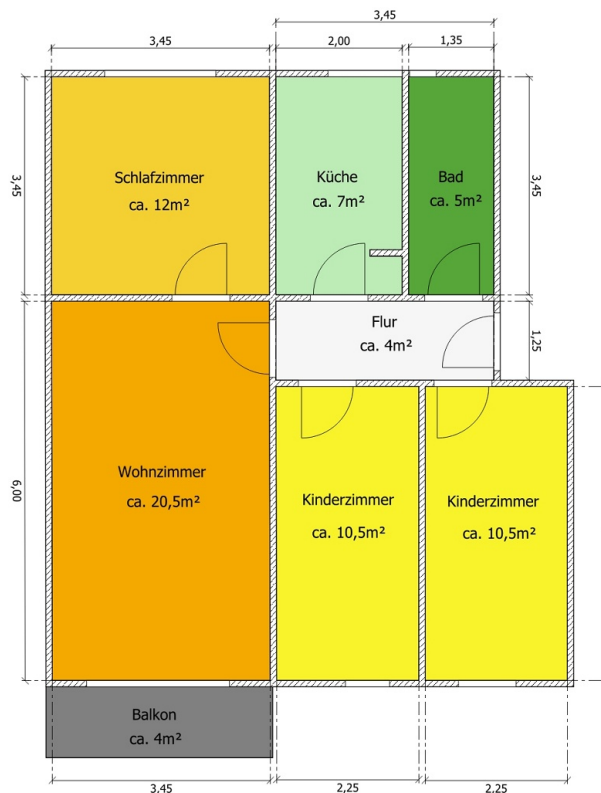 3,45
3,45
2,00
1,35
3,45
Schlafzimmer
ca. 12m²
Küche
ca. 7m²
Bad
ca. 5m²
3,45
Flur
ca. 4m²
1,25
6,00
Wohnzimmer
ca. 20,5m²
Kinderzimmer
ca. 10,5m²
Kinderzimmer
ca. 10,5m²
Balkon
ca. 4m²
3,45
2,25
2,25